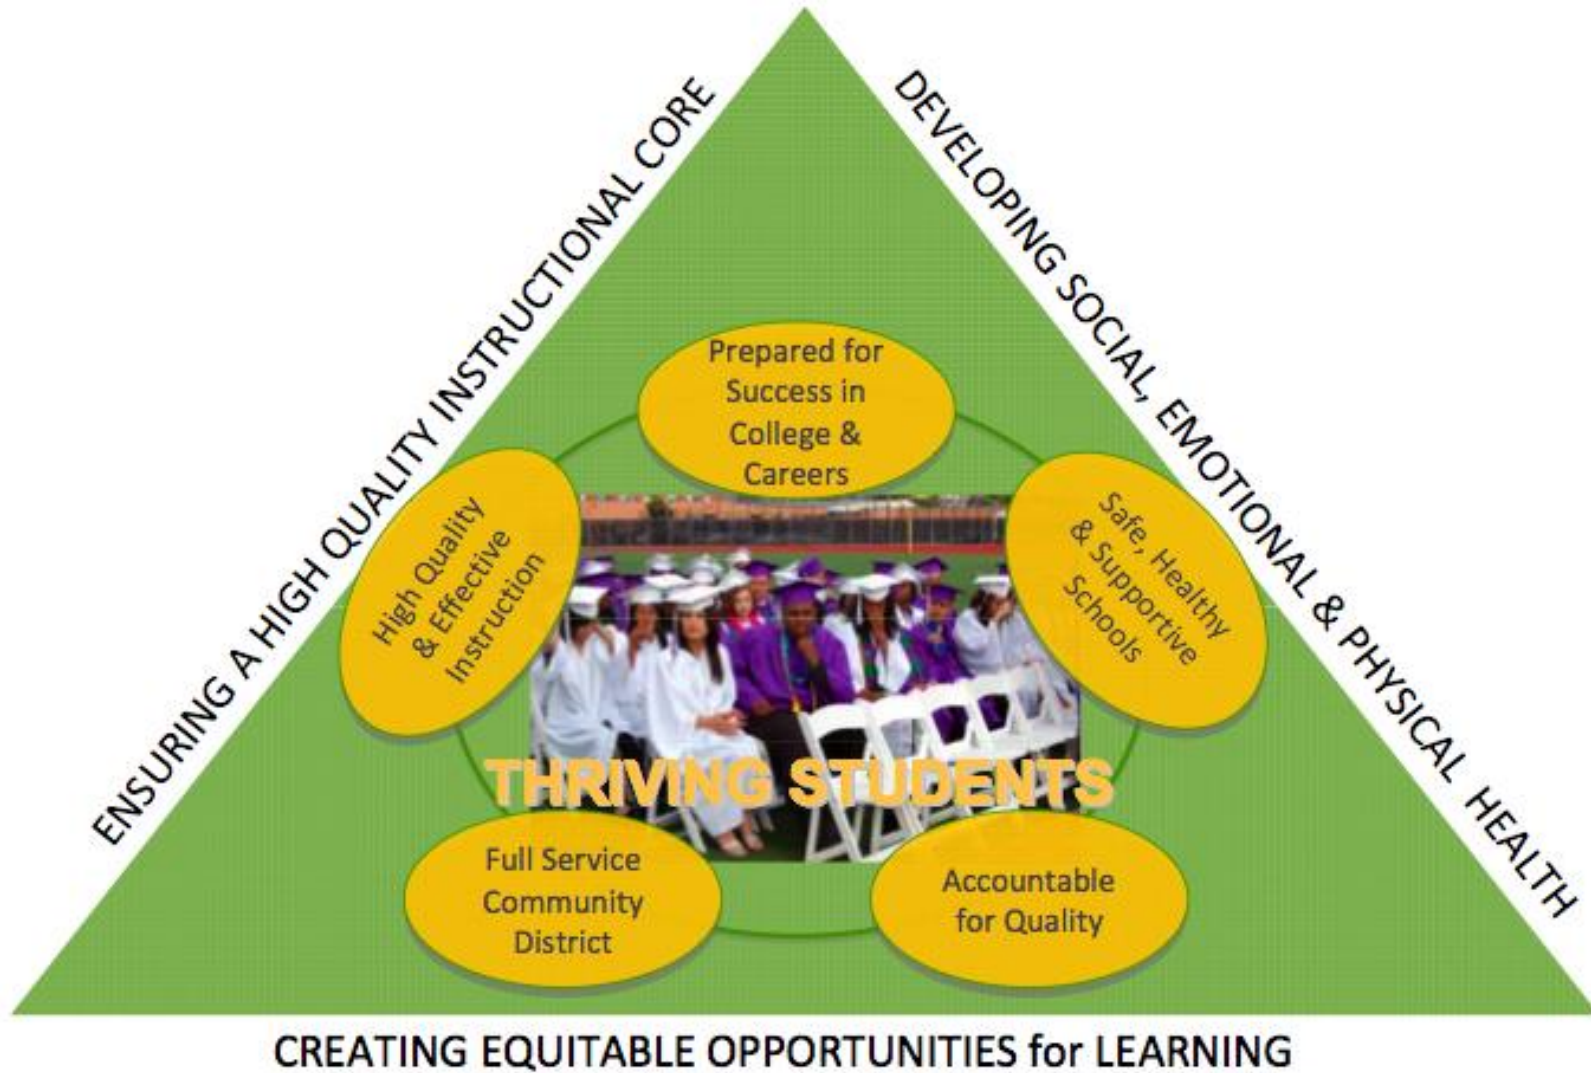 ENSURING A HIGH QUALITY INSTRUCTIONAL CORE
DEVELOPING SOCIAL, EMOTIONAL & PHYSICAL HEALTH
Prepared for
Success in
College &
Careers
High Quality
& Effective
Instruction
Safe, Healthy
& Supportive
Schools
THRIVING STUDENTS
Full Service
Community
District
Accountable
for Quality
CREATING EQUITABLE OPPORTUNITIES for LEARNING